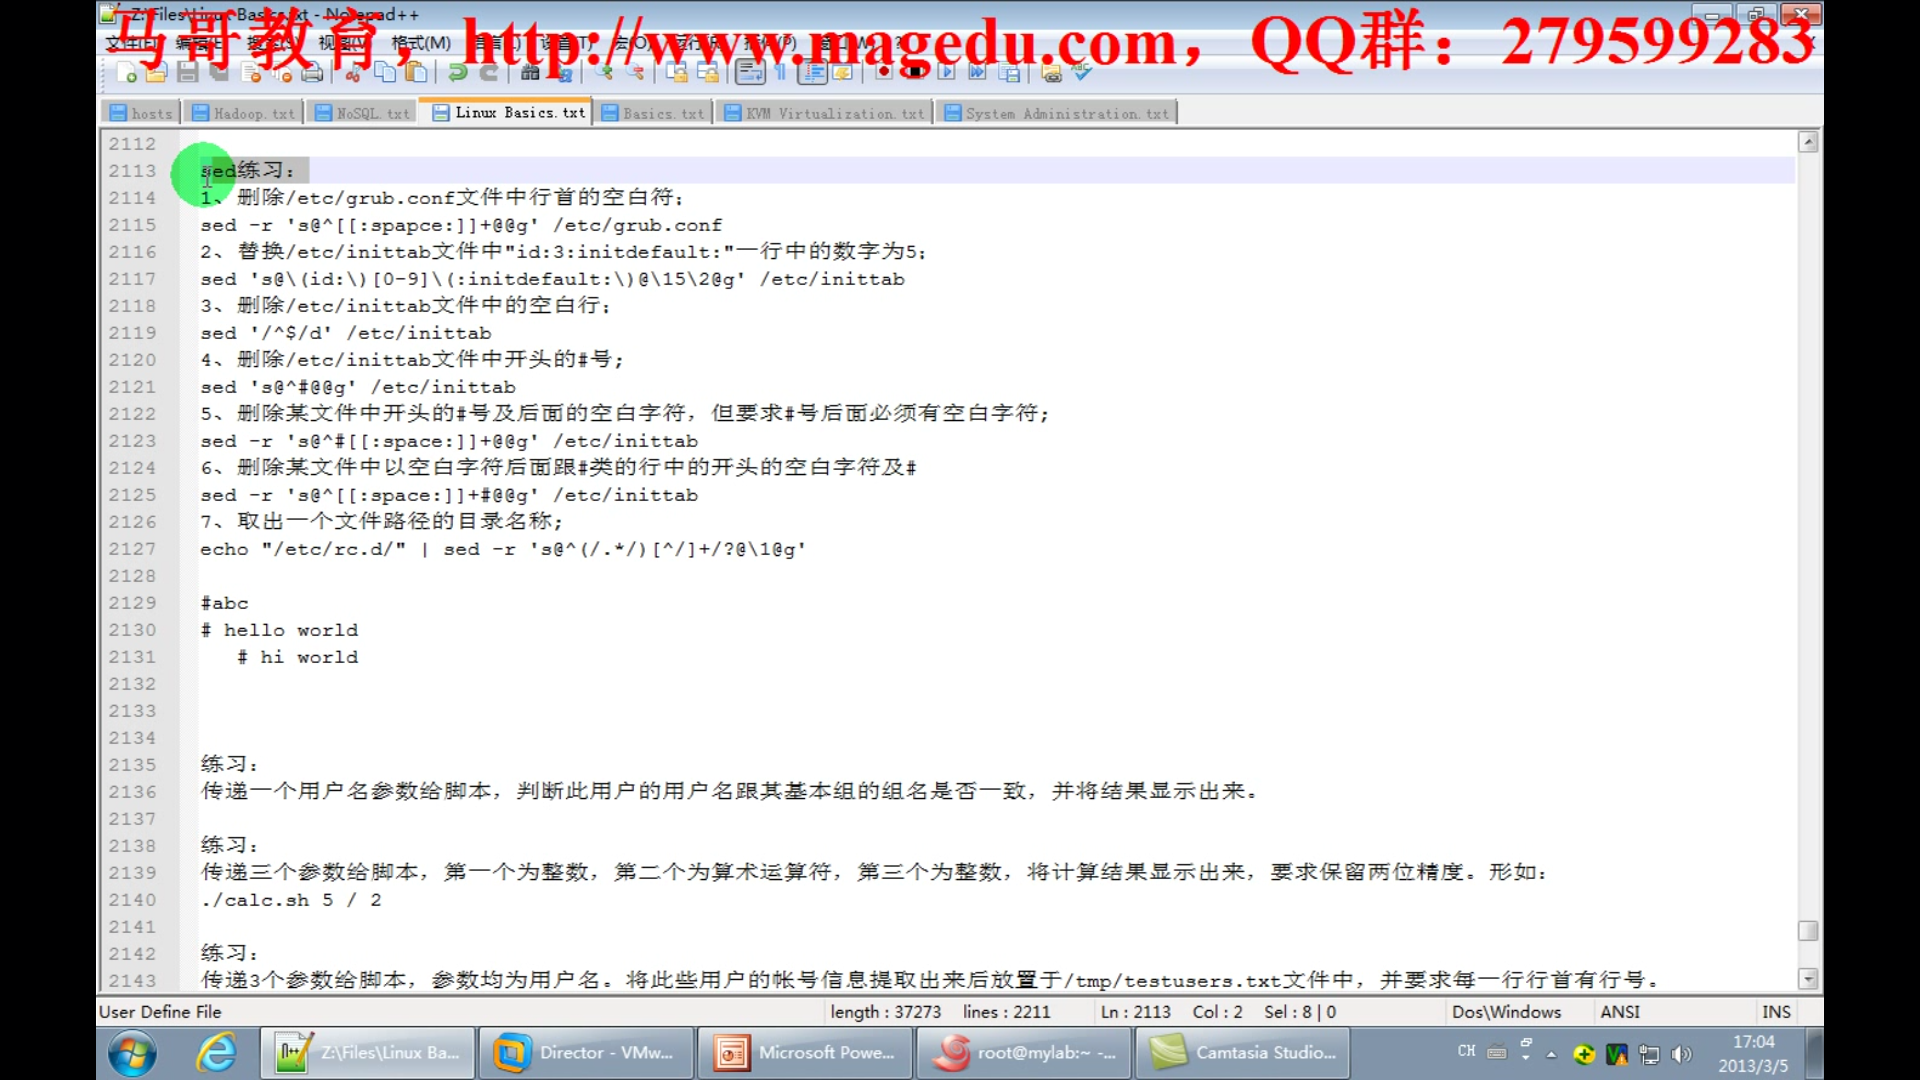 Z:\Files\Linux Basics.txt - Notepad++
马哥教育，http://www.magedu.com，QQ群：279599283
文件(F) 编辑(E) 搜索(S) 视图(V) 格式(M)
hosts Hadoop.txt NoSQL.txt Linux Basics.txt Basics.txt KVM Virtualization.txt System Administration.txt
2112
2113 sed练习：
2114 1、删除/etc/grub.conf文件中行首的空白符；
2115 sed -r 's@^[[:spapce:]]+@@g' /etc/grub.conf
2116 2、替换/etc/inittab文件中"id:3:initdefault:"一行中的数字为5；
2117 sed 's@\(id:\)[0-9]\(:initdefault:\)@\15\2@g' /etc/inittab
2118 3、删除/etc/inittab文件中的空白行；
2119 sed '/^$/d' /etc/inittab
2120 4、删除/etc/inittab文件中开头的#号;
2121 sed 's@^#@@g' /etc/inittab
2122 5、删除某文件中开头的#号及后面的空白字符，但要求#号后面必须有空白字符;
2123 sed -r 's@^#[[:space:]]+@@g' /etc/inittab
2124 6、删除某文件中以空白字符后面跟#类的行中的开头的空白字符及#
2125 sed -r 's@^[[:space:]]+#@@g' /etc/inittab
2126 7、取出一个文件路径的目录名称;
2127 echo "/etc/rc.d/" | sed -r 's@^(/.*/)[^/]+/?@\1@g'
2128
2129 #abc
2130 # hello world
2131 # hi world
2132
2133
2134
2135 练习：
2136 传递一个用户名参数给脚本，判断此用户的用户名跟其基本组的组名是否一致，并将结果显示出来。
2137
2138 练习：
2139 传递三个参数给脚本，第一个为整数，第二个为算术运算符，第三个为整数，将计算结果显示出来，要求保留两位精度。形如：
2140 ./calc.sh 5 / 2
2141
2142 练习：
2143 传递3个参数给脚本，参数均为用户名。将此些用户的帐号信息提取出来后放置于/tmp/testusers.txt文件中，并要求每一行行首有行号。
User Define File length : 37273 lines : 2211 Ln : 2113 Col : 2 Sel : 8 | 0 Dos\Windows ANSI INS
Z:\Files\Linux Ba... Director - VMw... Microsoft Powe... root@mylab:~ -... Camtasia Studio... CH 17:04
2013/3/5